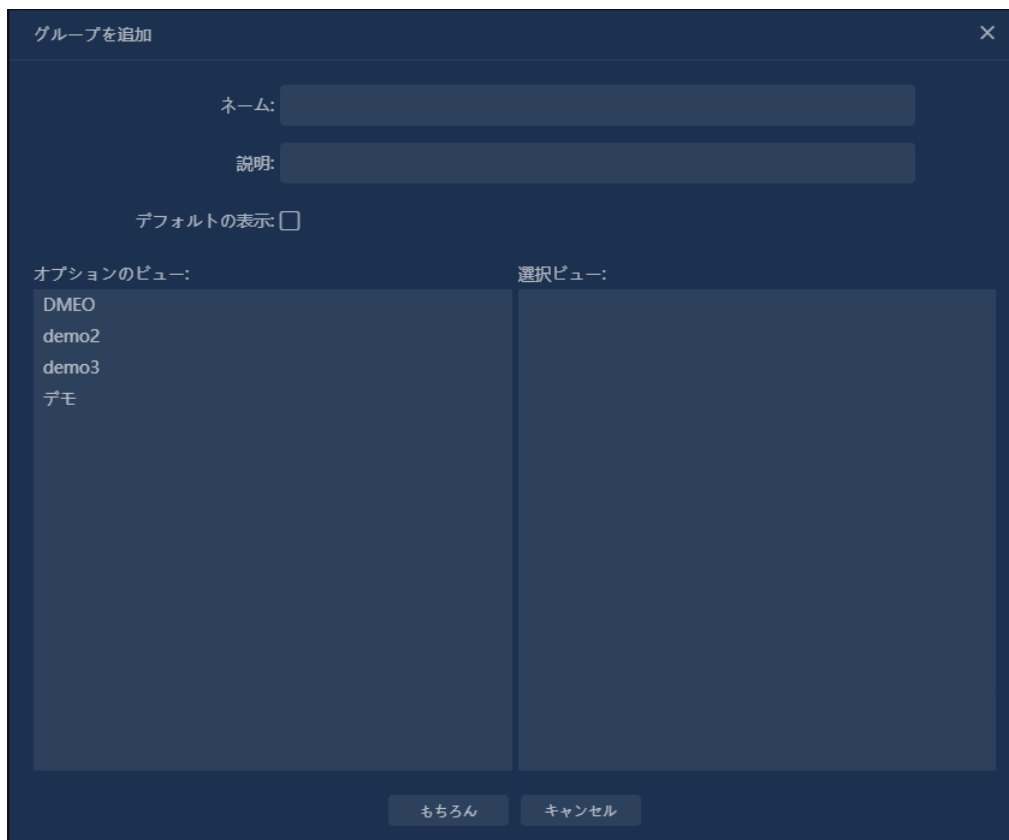 グループを追加
ネーム:
説明:
デフォルトの表示:
オプションのビュー:
選択ビュー:
DMEO
demo2
demo3
デモ
もちろん
キャンセル